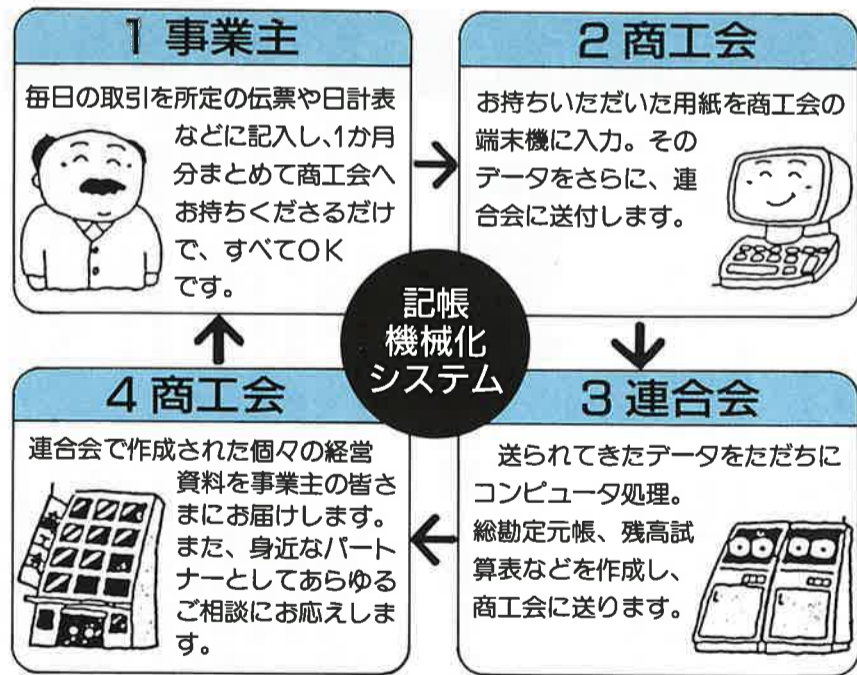 1 事業主
毎日の取引を所定の伝票や日計表
などに記入し、1か月
分まとめて商工会へ
お持ちくださるだけ
で、すべてOK
です。
2 商工会
お持ちいただいた用紙を商工会の
端末機に入力。その
データをさらに、連
合会に送付します。
記帳
機械化
システム
3 連合会
送られてきたデータをただちに
コンピュータ処理。
総勘定元帳、残高試
算表などを作成し、
商工会に送ります。
4 商工会
連合会で作成された個々の経営
資料を事業主の皆さ
まにお届けします。
また、身近なパート
ナーとしてあらゆる
ご相談にお応えしま
す。
商工会